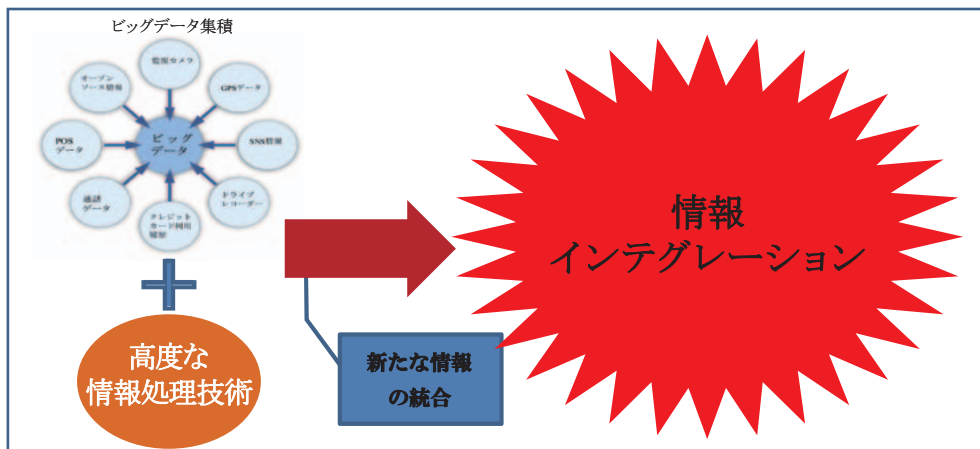 ビッグデータ集積
監視カメラ
オープン
ソース情報
GPSデータ
POS
データ
ビッグ
データ
SNS情報
通話
データ
ドライブ
レコーダー
クレジット
カード利用
高度な
情報処理技術
新たな情報
の統合
情報
インテグレーション